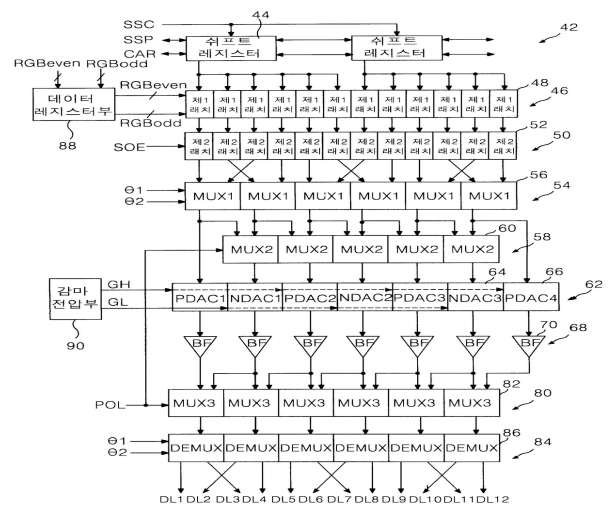 SSC
44
SSP
CAR
쉬프트 레지스터
쉬프트 레지스터
42
RGBeven RGBodd
RGBeven
데이터 레지스터부
RGBodd
88
제1 래치 제1 래치 제1 래치 제1 래치 제1 래치 제1 래치 제1 래치 제1 래치 제1 래치 제1 래치 제1 래치 제1 래치
48
46
SOE
제2 래치 제2 래치 제2 래치 제2 래치 제2 래치 제2 래치 제2 래치 제2 래치 제2 래치 제2 래치 제2 래치 제2 래치
52
50
θ1
θ2
MUX1 MUX1 MUX1 MUX1 MUX1 MUX1
56
54
60
MUX2 MUX2 MUX2 MUX2 MUX2
58
감마 전압부
GH
GL
90
64
66
PDAC1 NDAC1 PDAC2 NDAC2 PDAC3 NDAC3 PDAC4
62
BF BF BF BF BF BF BF
70
68
POL
MUX3 MUX3 MUX3 MUX3 MUX3 MUX3
82
80
θ1
θ2
DEMUX DEMUX DEMUX DEMUX DEMUX DEMUX
86
84
DL1 DL2 DL3 DL4 DL5 DL6 DL7 DL8 DL9 DL10 DL11 DL12